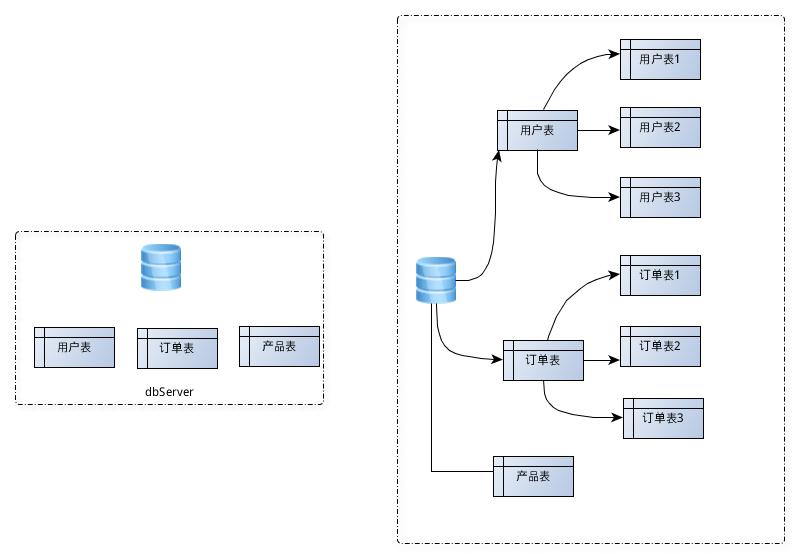 用户表
订单表
产品表
dbServer
用户表1
用户表
用户表2
用户表3
订单表1
订单表
订单表2
订单表3
产品表